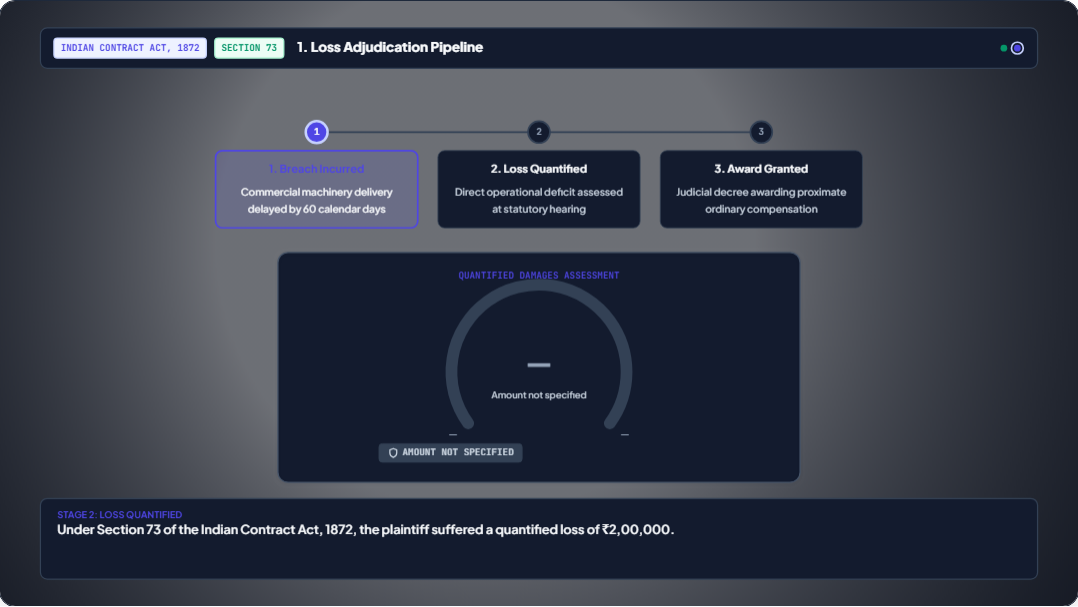 INDIAN CONTRACT ACT, 1872 SECTION 73 1. Loss Adjudication Pipeline
1 2 3
1. Breach Incurred
Commercial machinery delivery
delayed by 60 calendar days
2. Loss Quantified
Direct operational deficit assessed
at statutory hearing
3. Award Granted
Judicial decree awarding proximate
ordinary compensation
QUANTIFIED DAMAGES ASSESSMENT
—
Amount not specified
— —
AMOUNT NOT SPECIFIED
STAGE 2: LOSS QUANTIFIED
Under Section 73 of the Indian Contract Act, 1872, the plaintiff suffered a quantified loss of ₹2,00,000.